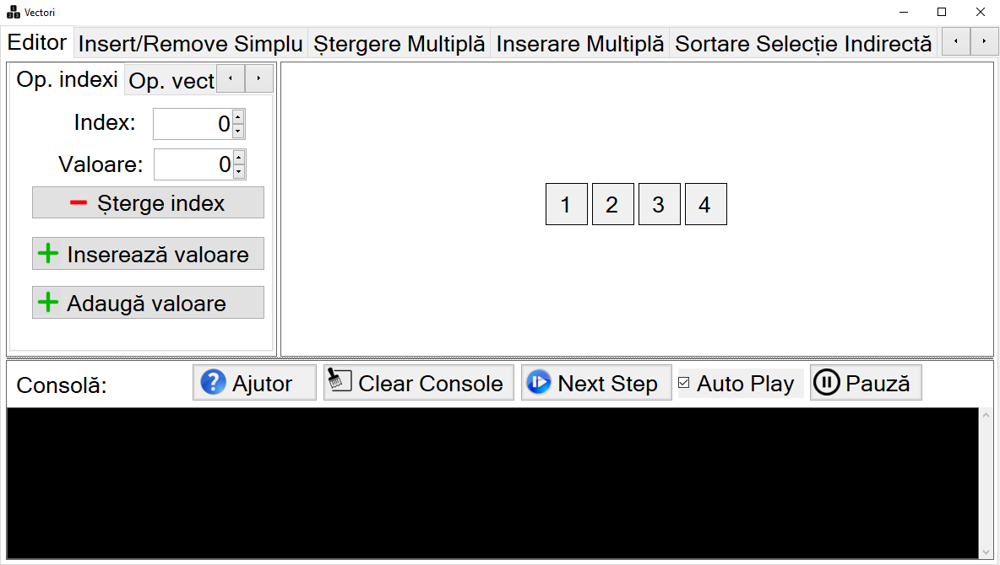 Vectori
Editor Insert/Remove Simplu Ștergere Multiplă Inserare Multiplă Sortare Selecție Indirectă
Op. indexi Op. vect
Index: 0
Valoare: 0
Șterge index
Inserează valoare
Adaugă valoare
1 2 3 4
Consolă: Ajutor Clear Console Next Step Auto Play Pauză